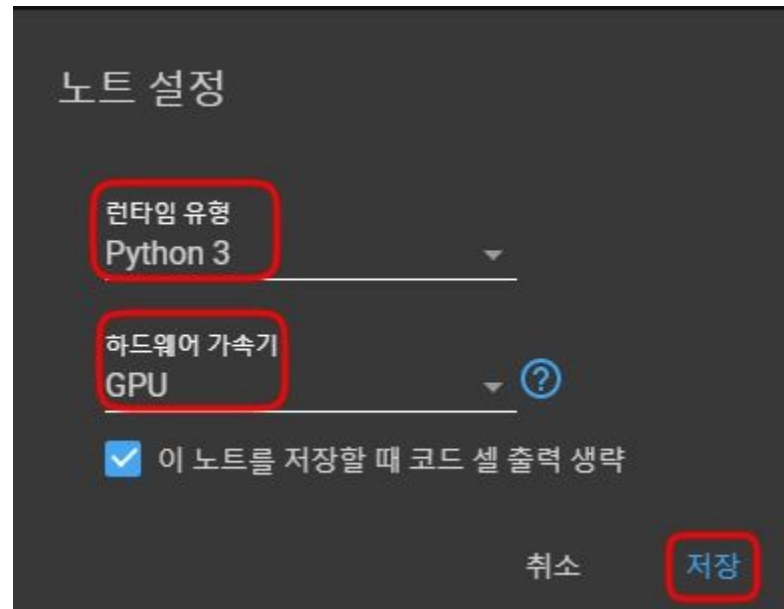 노트 설정
런타임 유형
Python 3
하드웨어 가속기
GPU
?
이 노트를 저장할 때 코드 셀 출력 생략
취소 저장